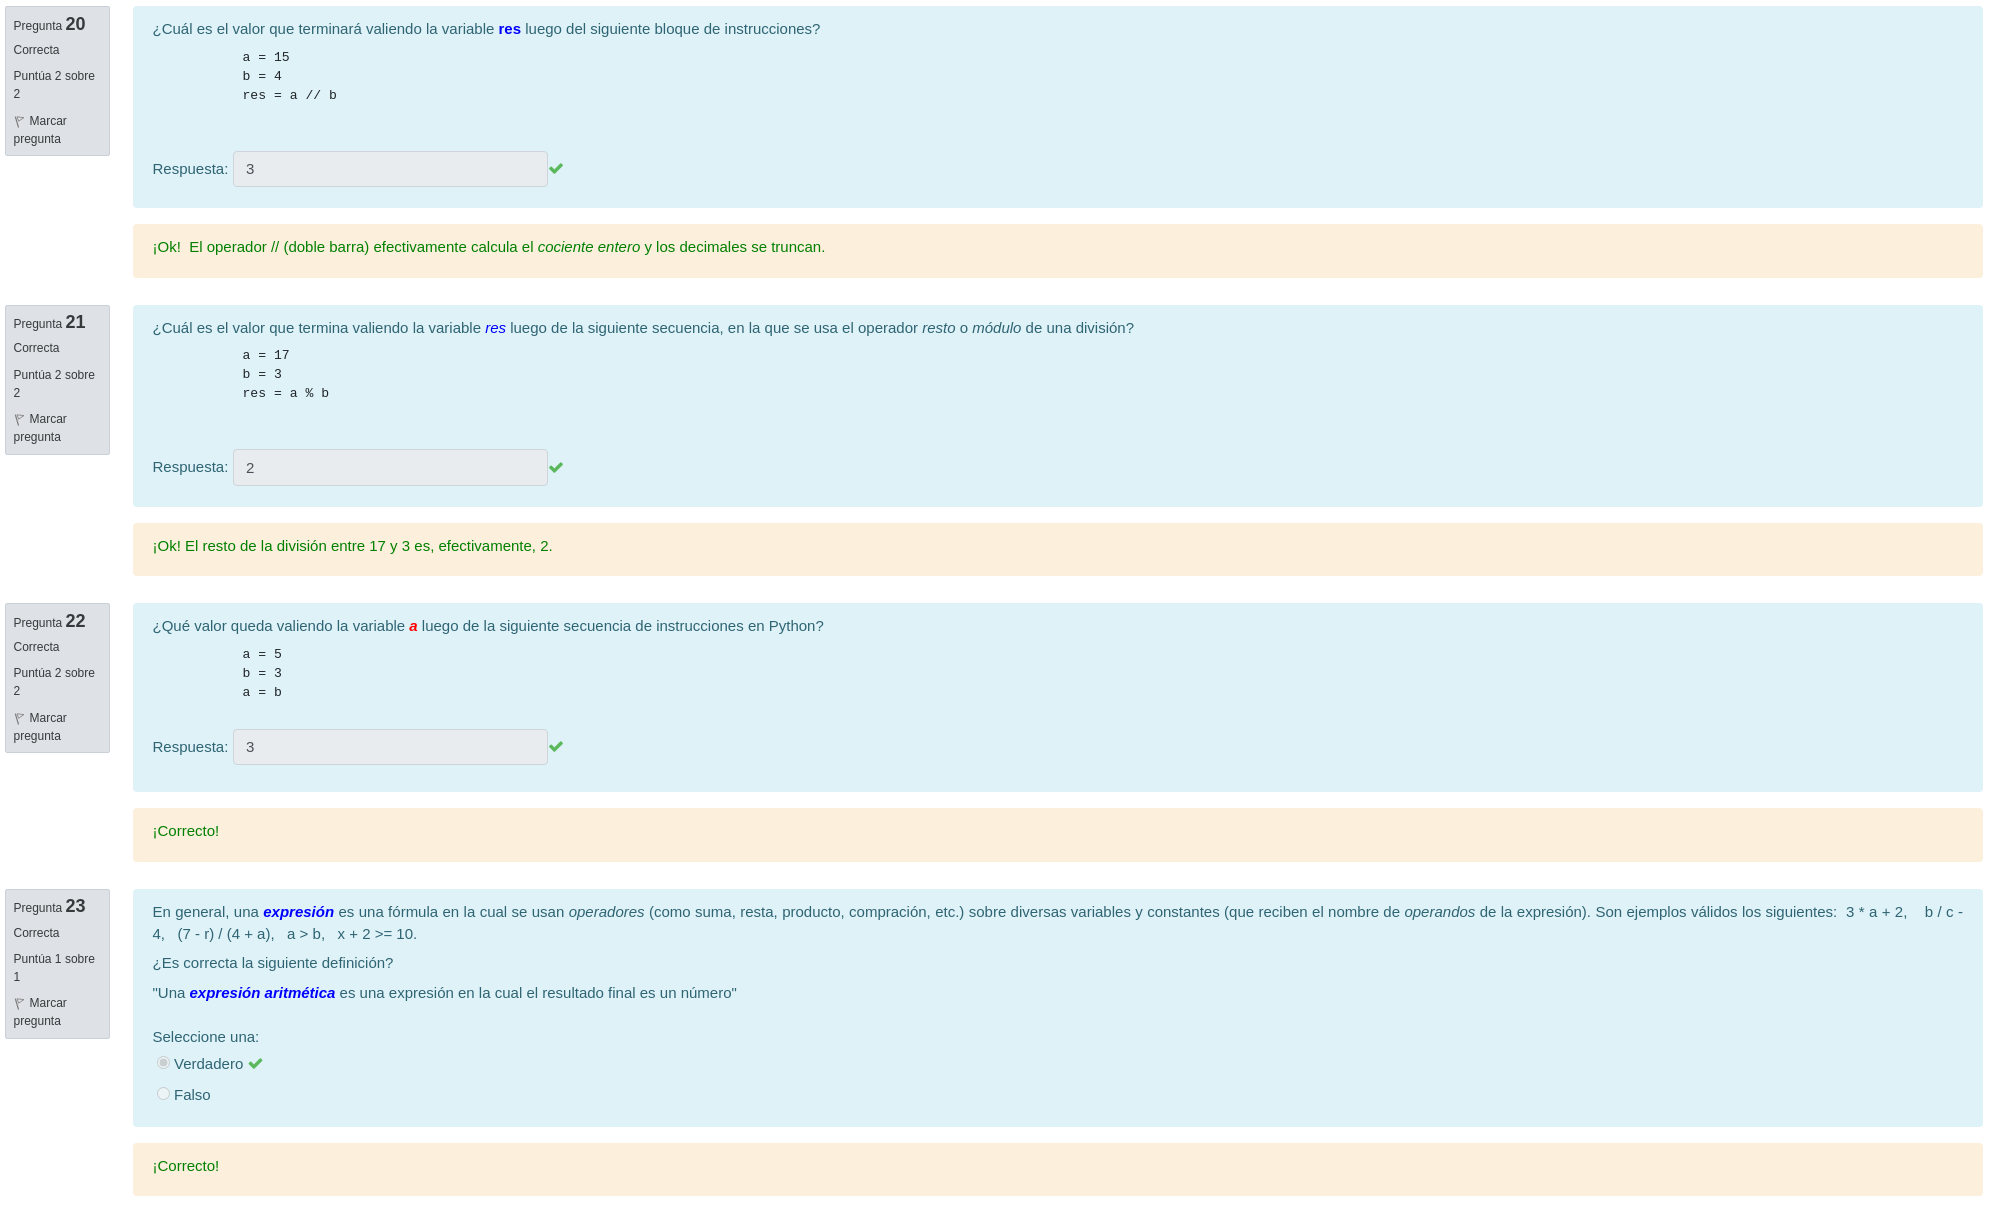 Pregunta 20
Correcta
Puntúa 2 sobre
2
Marcar
pregunta
¿Cuál es el valor que terminará valiendo la variable res luego del siguiente bloque de instrucciones?
a = 15
b = 4
res = a // b
Respuesta: 3
¡Ok!  El operador // (doble barra) efectivamente calcula el cociente entero y los decimales se truncan.
Pregunta 21
Correcta
Puntúa 2 sobre
2
Marcar
pregunta
¿Cuál es el valor que termina valiendo la variable res luego de la siguiente secuencia, en la que se usa el operador resto o módulo de una división?
a = 17
b = 3
res = a % b
Respuesta: 2
¡Ok! El resto de la división entre 17 y 3 es, efectivamente, 2.
Pregunta 22
Correcta
Puntúa 2 sobre
2
Marcar
pregunta
¿Qué valor queda valiendo la variable a luego de la siguiente secuencia de instrucciones en Python?
a = 5
b = 3
a = b
Respuesta: 3
¡Correcto!
Pregunta 23
Correcta
Puntúa 1 sobre
1
Marcar
pregunta
En general, una expresión es una fórmula en la cual se usan operadores (como suma, resta, producto, compración, etc.) sobre diversas variables y constantes (que reciben el nombre de operandos de la expresión). Son ejemplos válidos los siguientes:  3 * a + 2,    b / c -
4,   (7 - r) / (4 + a),   a > b,   x + 2 >= 10.
¿Es correcta la siguiente definición?
"Una expresión aritmética es una expresión en la cual el resultado final es un número"
Seleccione una:
Verdadero
Falso
¡Correcto!